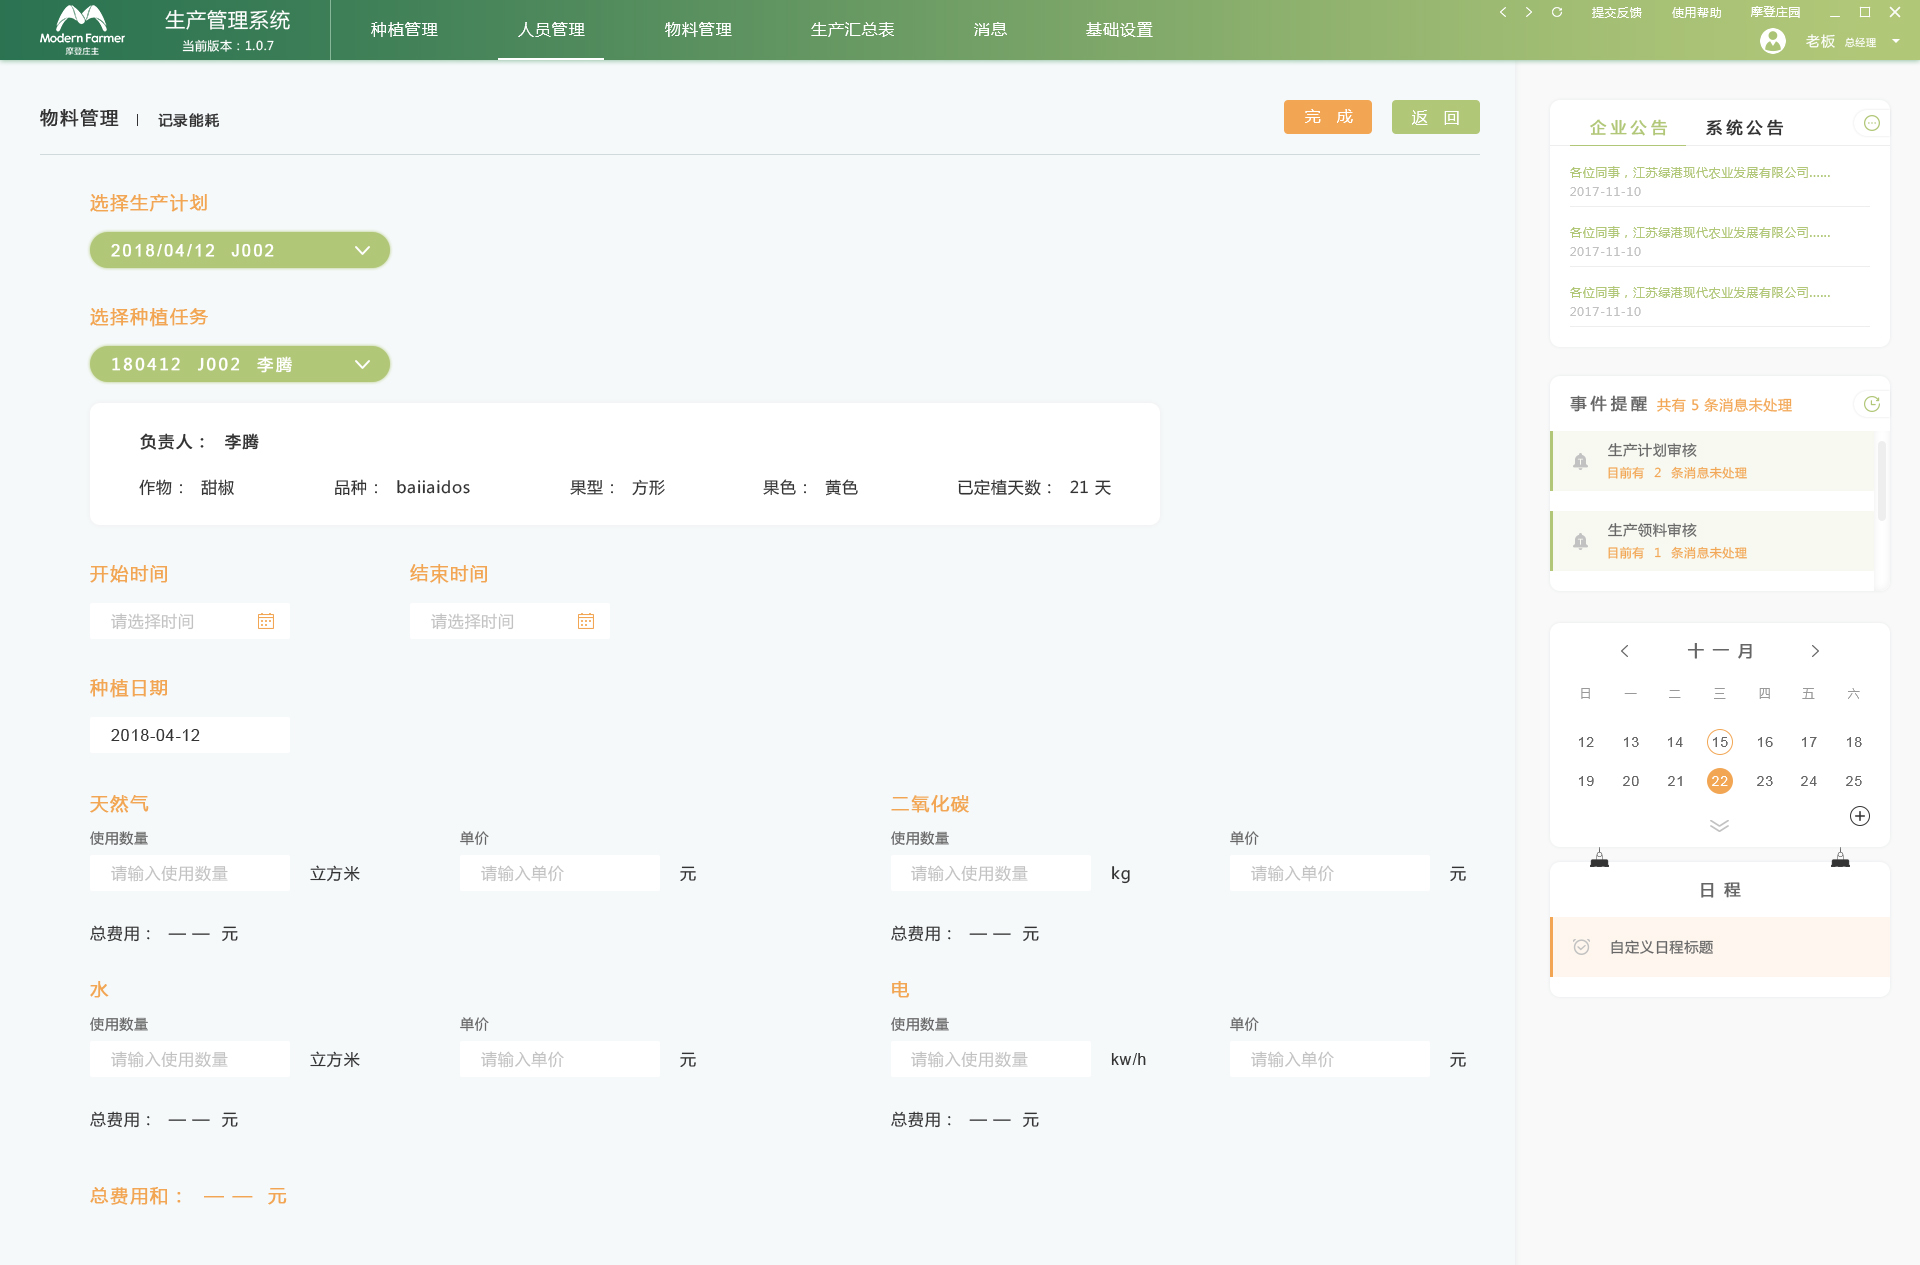 Modern Farmer
摩登庄主
生产管理系统
当前版本：1.0.7
种植管理 人员管理 物料管理 生产汇总表 消息 基础设置
提交反馈 使用帮助 摩登庄园
老板 总经理
物料管理 | 记录能耗
完 成 返 回
选择生产计划
2018/04/12 J002
选择种植任务
180412 J002 李腾
负责人： 李腾
作物： 甜椒 品种： baiiaidos 果型： 方形 果色： 黄色 已定植天数： 21 天
开始时间 结束时间
请选择时间 请选择时间
种植日期
2018-04-12
天然气 二氧化碳
使用数量 单价 使用数量 单价
请输入使用数量 立方米 请输入单价 元 请输入使用数量 kg 请输入单价 元
总费用： — — 元 总费用： — — 元
水 电
使用数量 单价 使用数量 单价
请输入使用数量 立方米 请输入单价 元 请输入使用数量 kw/h 请输入单价 元
总费用： — — 元 总费用： — — 元
总费用和： — — 元
企业公告 系统公告
各位同事，江苏绿港现代农业发展有限公司......
2017-11-10
各位同事，江苏绿港现代农业发展有限公司......
2017-11-10
各位同事，江苏绿港现代农业发展有限公司......
2017-11-10
事件提醒 共有 5 条消息未处理
生产计划审核
目前有 2 条消息未处理
生产领料审核
目前有 1 条消息未处理
十一月
日 一 二 三 四 五 六
12 13 14 15 16 17 18
19 20 21 22 23 24 25
日 程
自定义日程标题